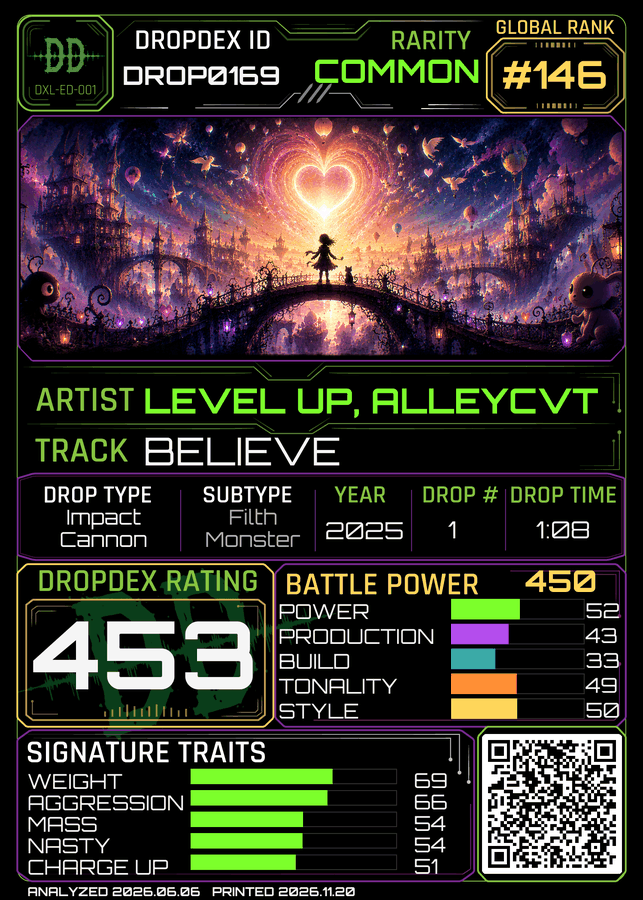 DD
DXL-ED-001
DROPDEX ID
DROP0169
RARITY
COMMON
GLOBAL RANK
#146
ARTIST LEVEL UP, ALLEYCVT
TRACK BELIEVE
DROP TYPE
Impact
Cannon
SUBTYPE
Filth
Monster
YEAR
2025
DROP #
1
DROP TIME
1:08
DROPDEX RATING
453
BATTLE POWER 450
POWER 52
PRODUCTION 43
BUILD 33
TONALITY 49
STYLE 50
SIGNATURE TRAITS
WEIGHT 69
AGGRESSION 66
MASS 54
NASTY 54
CHARGE UP 51
ANALYZED 2026.06.06 PRINTED 2026.11.20